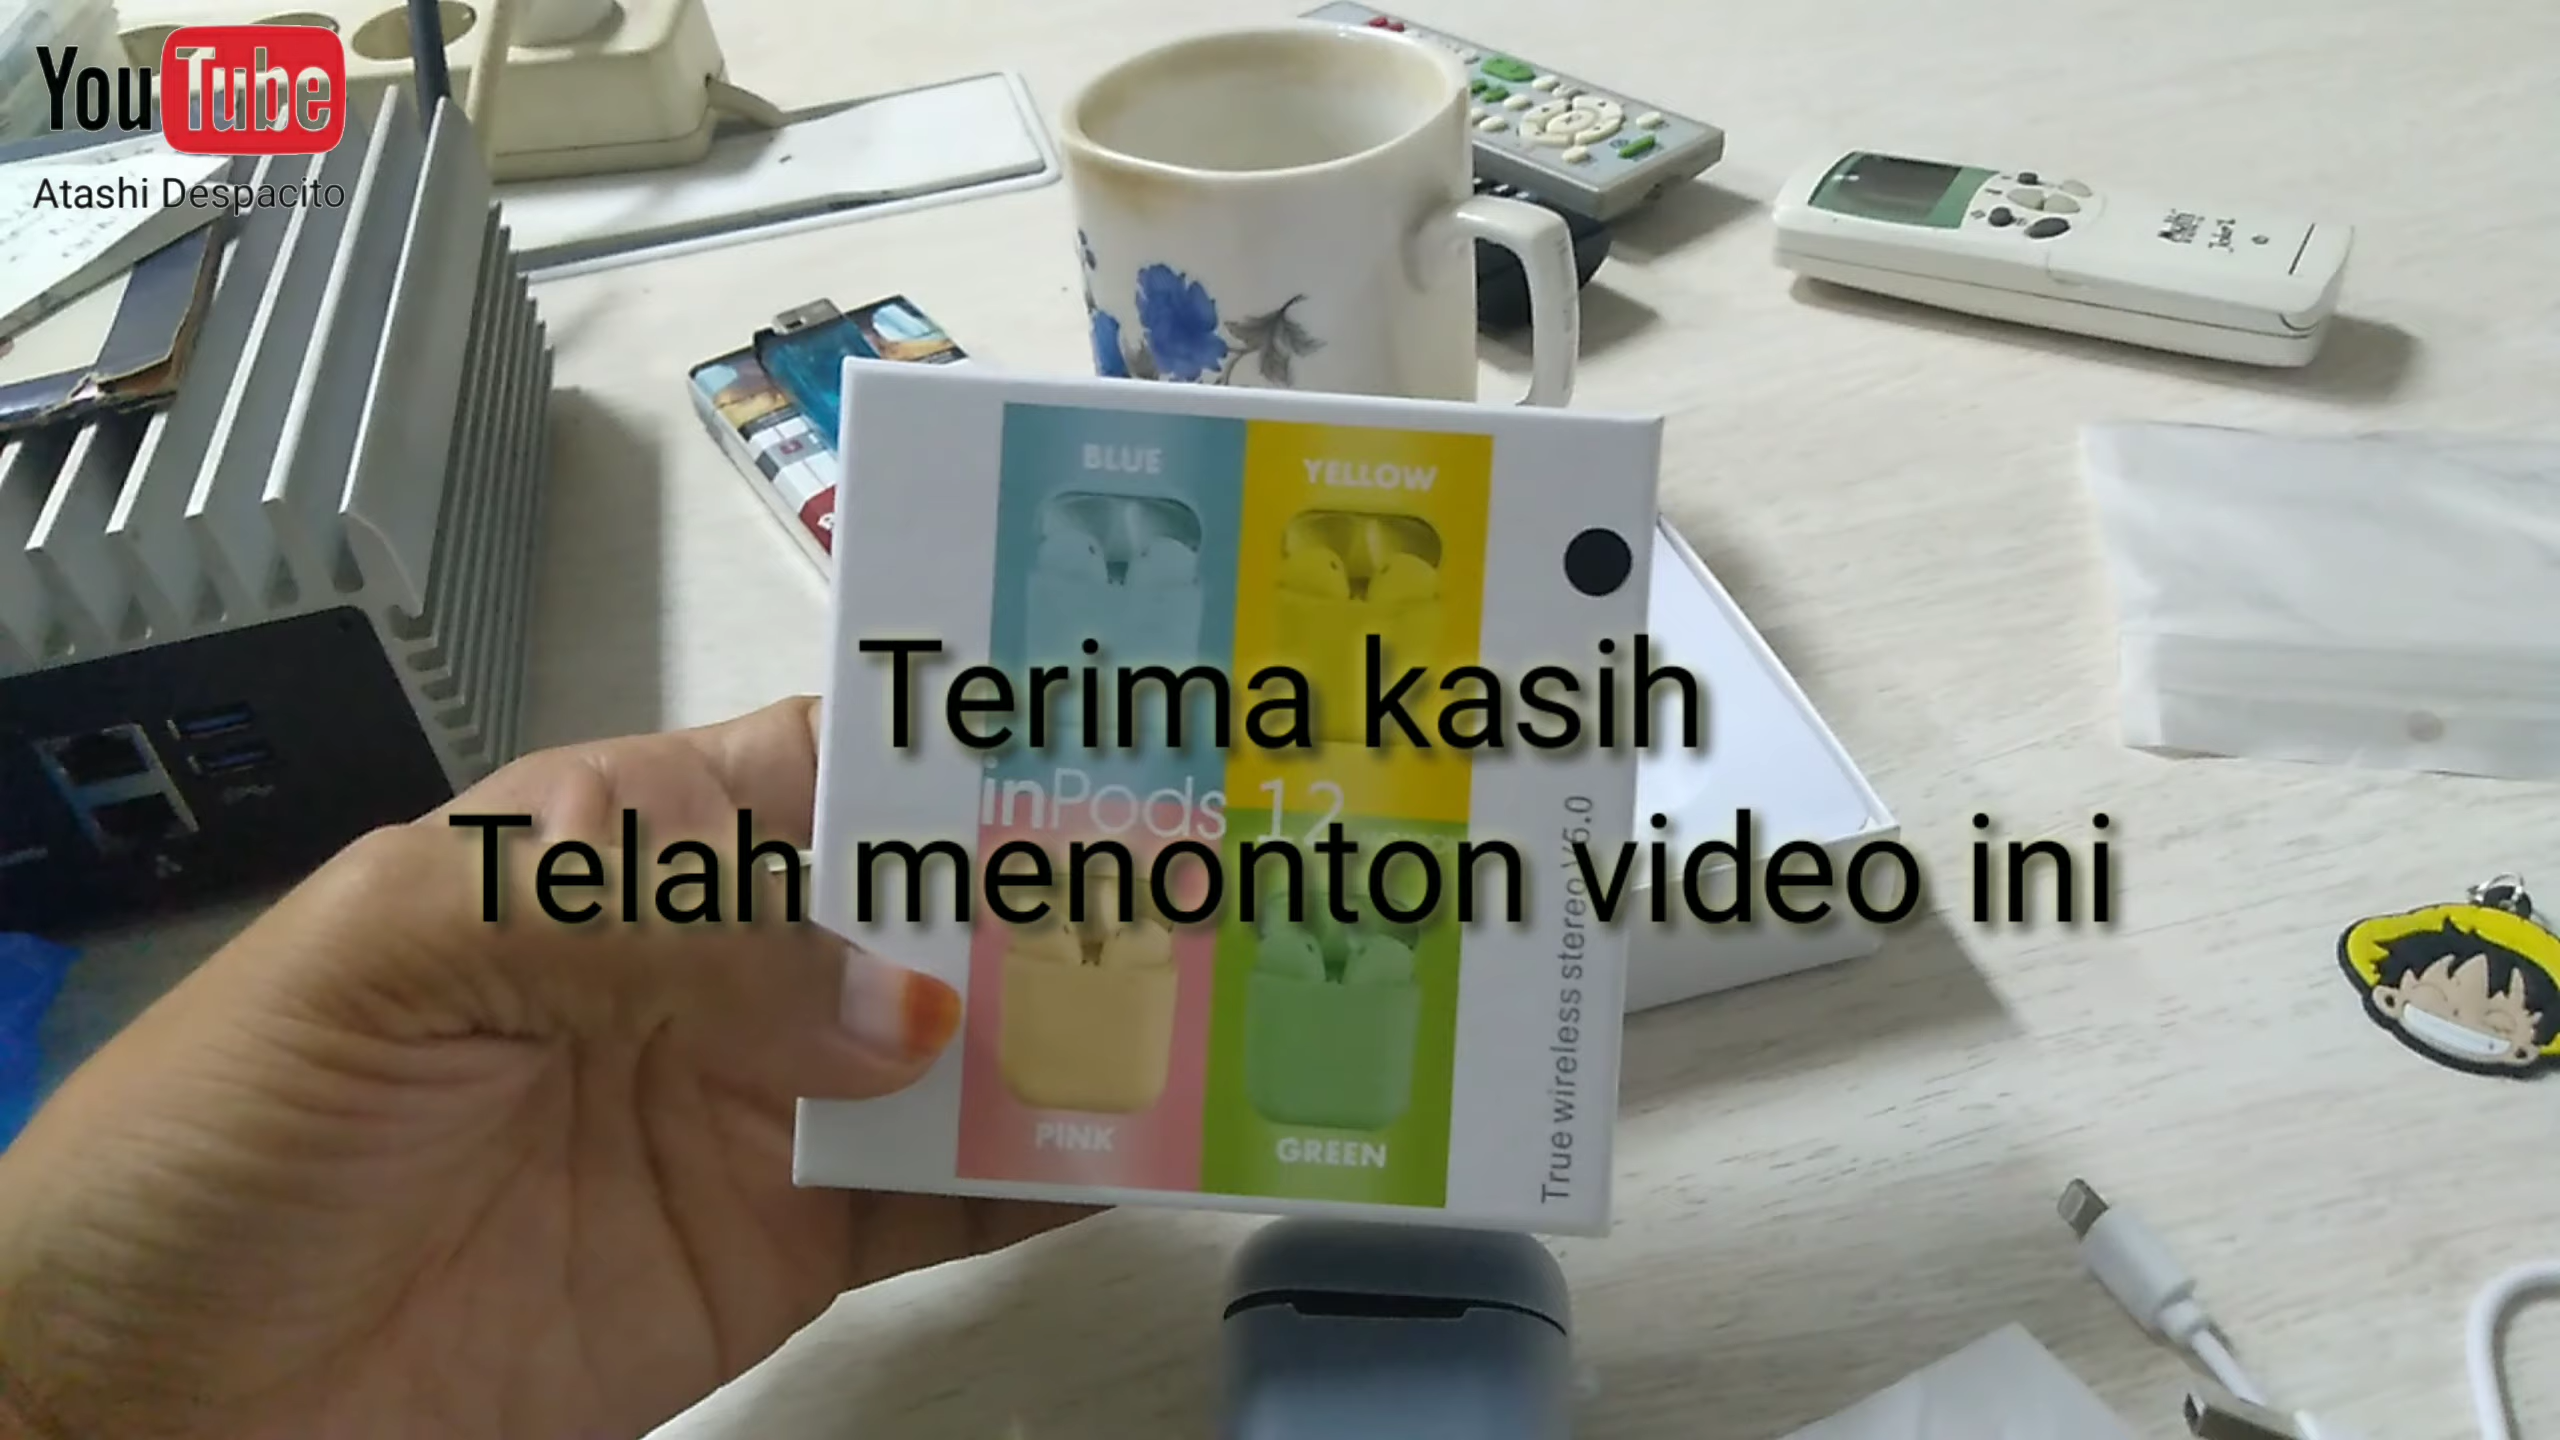 YouTube
Atashi Despacito
BLUE
YELLOW
Terima kasih
inPods 12
Telah menonton video ini
PINK
GREEN
True wireless stereo V5.0